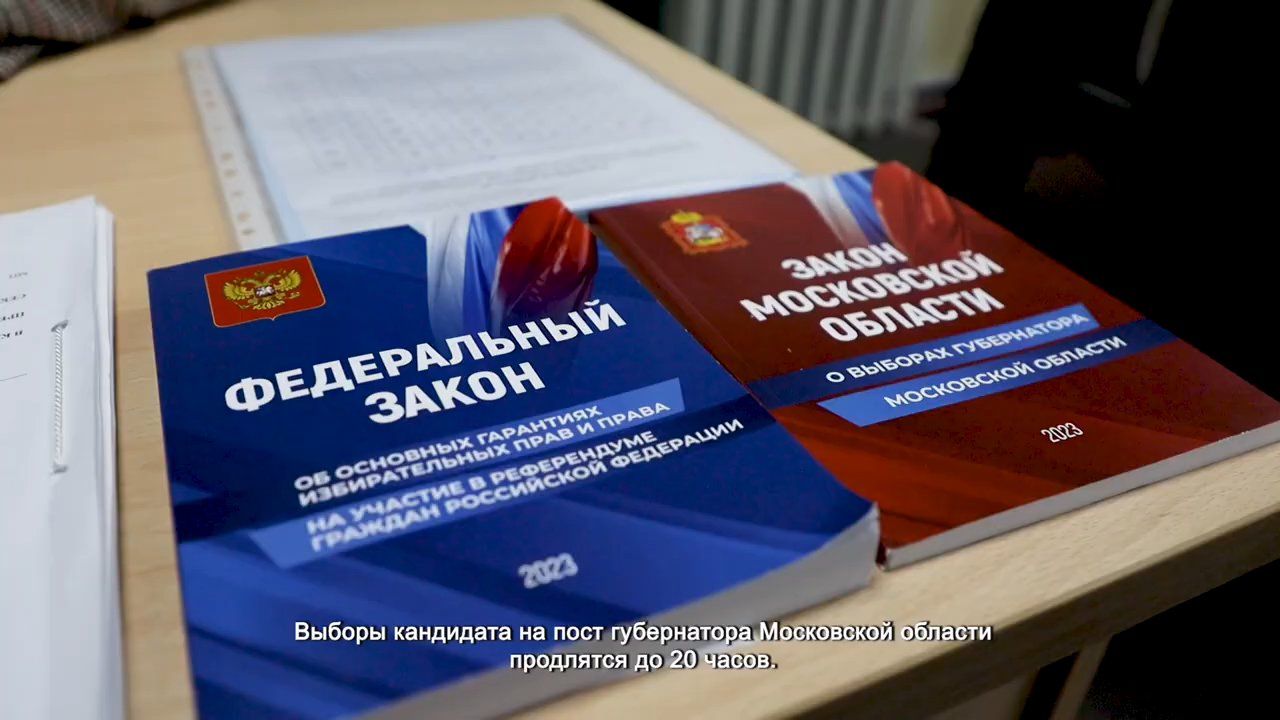 ФЕДЕРАЛЬНЫЙ
ЗАКОН
ОБ ОСНОВНЫХ ГАРАНТИЯХ
ИЗБИРАТЕЛЬНЫХ ПРАВ И ПРАВА
НА УЧАСТИЕ В РЕФЕРЕНДУМЕ
ГРАЖДАН РОССИЙСКОЙ ФЕДЕРАЦИИ
2023
ЗАКОН
МОСКОВСКОЙ
ОБЛАСТИ
О ВЫБОРАХ ГУБЕРНАТОРА
МОСКОВСКОЙ ОБЛАСТИ
2023
Выборы кандидата на пост губернатора Московской области
продлятся до 20 часов.